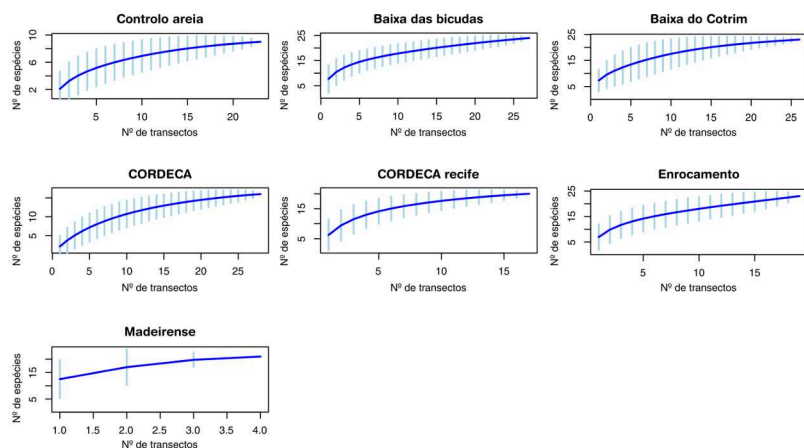 Controlo areia
Nº de espécies
2
6
8
10
5
10
15
20
Nº de transectos
Baixa das bicudas
Nº de espécies
5
15
25
0
5
10
15
20
25
Nº de transectos
Baixa do Cotrim
Nº de espécies
5
15
25
0
5
10
15
20
25
Nº de transectos
CORDECA
Nº de espécies
0
5
10
0
5
10
15
20
25
Nº de transectos
CORDECA recife
Nº de espécies
5
15
5
10
15
Nº de transectos
Enrocamento
Nº de espécies
5
15
25
5
10
15
Nº de transectos
Madeirense
Nº de espécies
5
15
1.0
1.5
2.0
2.5
3.0
3.5
4.0
Nº de transectos